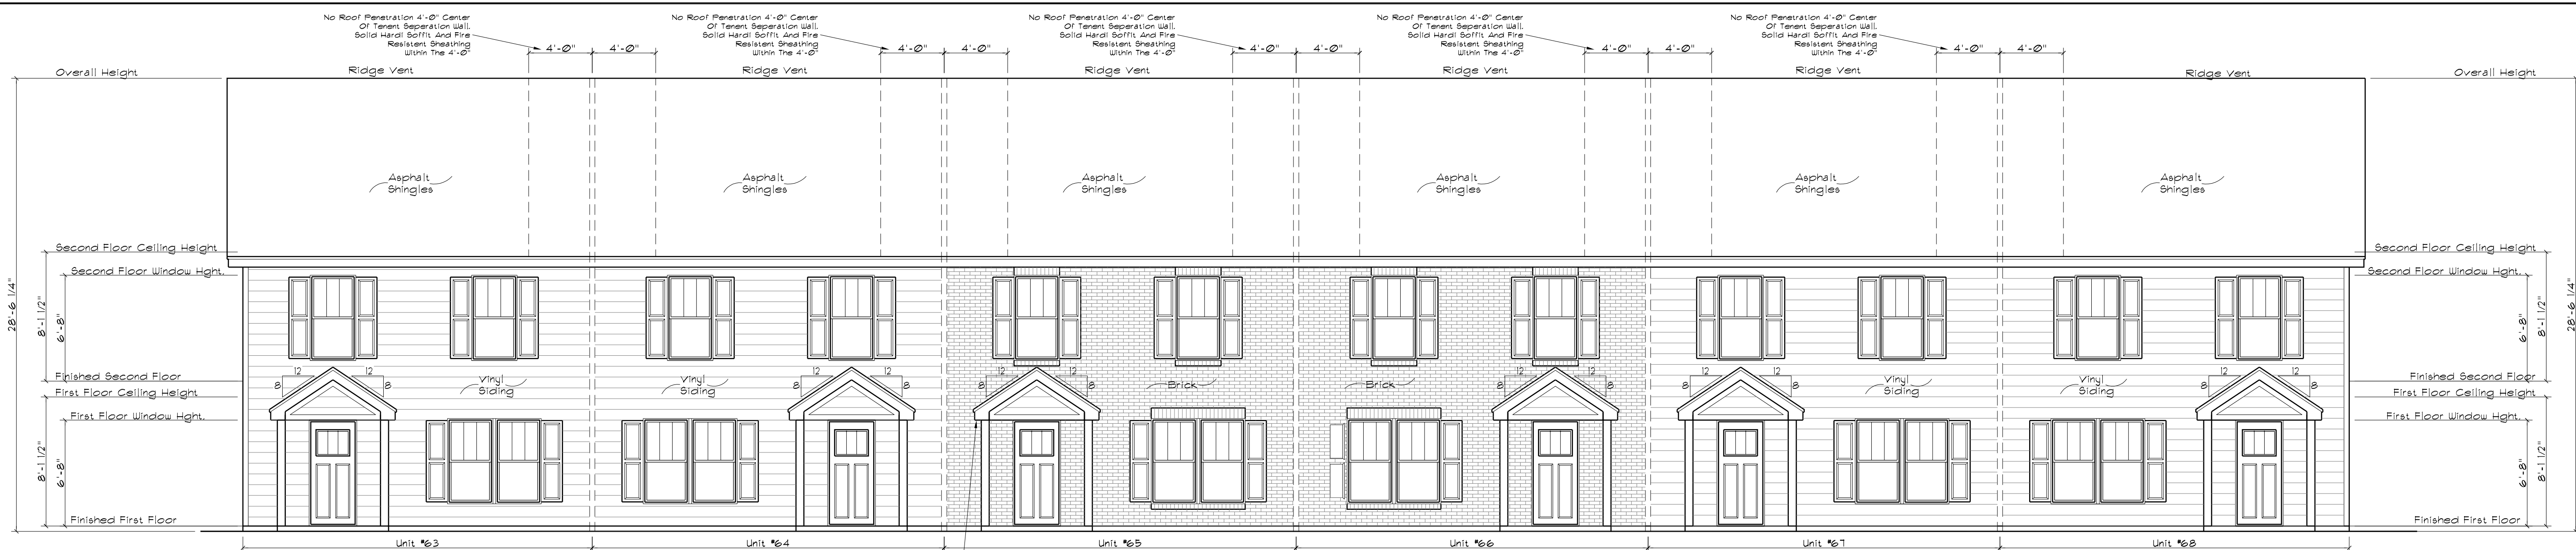 No Roof Penetration 4'-0" Center
Of Tenent Seperation Wall.
Solid Hardi Soffit And Fire
Resistent Sheathing
Within The 4'-0"
No Roof Penetration 4'-0" Center
Of Tenent Seperation Wall.
Solid Hardi Soffit And Fire
Resistent Sheathing
Within The 4'-0"
No Roof Penetration 4'-0" Center
Of Tenent Seperation Wall.
Solid Hardi Soffit And Fire
Resistent Sheathing
Within The 4'-0"
No Roof Penetration 4'-0" Center
Of Tenent Seperation Wall.
Solid Hardi Soffit And Fire
Resistent Sheathing
Within The 4'-0"
No Roof Penetration 4'-0" Center
Of Tenent Seperation Wall.
Solid Hardi Soffit And Fire
Resistent Sheathing
Within The 4'-0"
4'-0" 4'-0" 4'-0" 4'-0" 4'-0" 4'-0" 4'-0" 4'-0" 4'-0" 4'-0"
Overall Height Ridge Vent Ridge Vent Ridge Vent Ridge Vent Ridge Vent Ridge Vent Overall Height
Asphalt
Shingles
Asphalt
Shingles
Asphalt
Shingles
Asphalt
Shingles
Asphalt
Shingles
Asphalt
Shingles
Second Floor Ceiling Height
Second Floor Window Hght.
28'-6 1/4"
8'-1 1/2"
6'-8"
Finished Second Floor
First Floor Ceiling Height
First Floor Window Hght.
8'-1 1/2"
6'-8"
Finished First Floor
12 12
8 8
Vinyl
Siding
Vinyl
Siding
12 12
8 8
12 12
8 8
Brick
Brick
12 12
8 8
12 12
8 8
Vinyl
Siding
Vinyl
Siding
12 12
8 8
Second Floor Ceiling Height
Second Floor Window Hght.
6'-8"
8'-1 1/2"
28'-6 1/4"
Finished Second Floor
First Floor Ceiling Height
First Floor Window Hght.
6'-8"
8'-1 1/2"
Finished First Floor
Unit #63 Unit #64 Unit #65 Unit #66 Unit #67 Unit #68